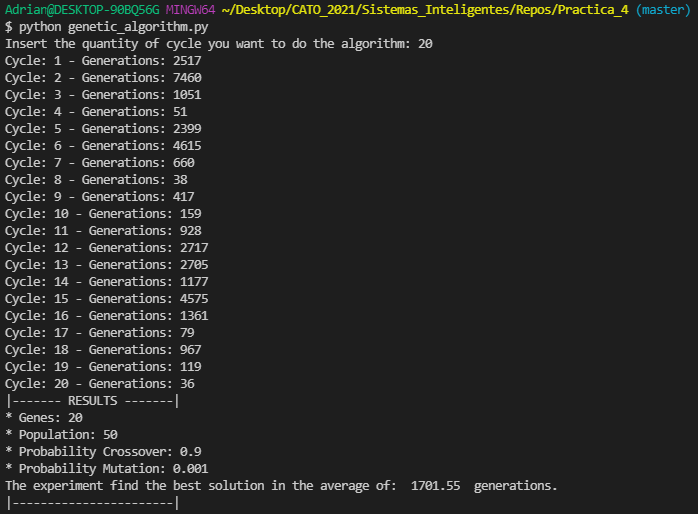 Adrian@DESKTOP-90BQ56G MINGW64 ~/Desktop/CATO_2021/Sistemas_Inteligentes/Repos/Practica_4 (master)
$ python genetic_algorithm.py
Insert the quantity of cycle you want to do the algorithm: 20
Cycle: 1 - Generations: 2517
Cycle: 2 - Generations: 7460
Cycle: 3 - Generations: 1051
Cycle: 4 - Generations: 51
Cycle: 5 - Generations: 2399
Cycle: 6 - Generations: 4615
Cycle: 7 - Generations: 660
Cycle: 8 - Generations: 38
Cycle: 9 - Generations: 417
Cycle: 10 - Generations: 159
Cycle: 11 - Generations: 928
Cycle: 12 - Generations: 2717
Cycle: 13 - Generations: 2705
Cycle: 14 - Generations: 1177
Cycle: 15 - Generations: 4575
Cycle: 16 - Generations: 1361
Cycle: 17 - Generations: 79
Cycle: 18 - Generations: 967
Cycle: 19 - Generations: 119
Cycle: 20 - Generations: 36
|------- RESULTS -------|
* Genes: 20
* Population: 50
* Probability Crossover: 0.9
* Probability Mutation: 0.001
The experiment find the best solution in the average of:  1701.55  generations.
|-----------------------|